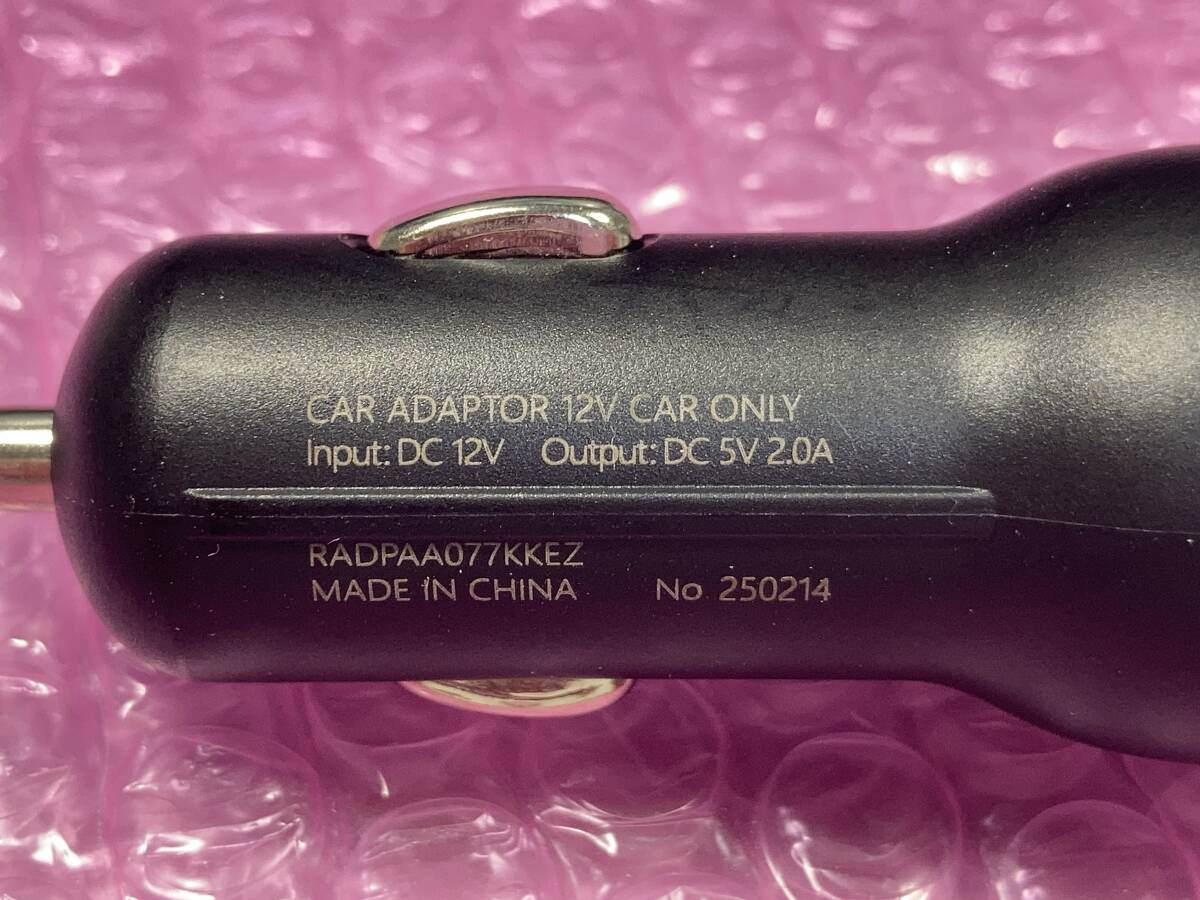 CAR ADAPTOR 12V CAR ONLY
Input: DC 12V Output: DC 5V 2.0A
RADPAA077KKEZ
MADE IN CHINA No 250214